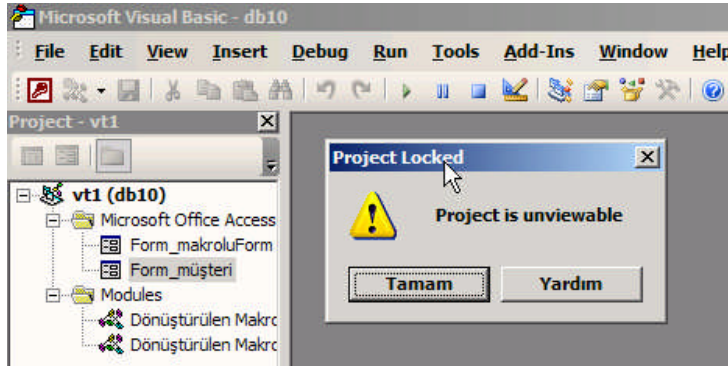 Microsoft Visual Basic - db10
File Edit View Insert Debug Run Tools Add-Ins Window Help
Project - vt1
Project Locked
vt1 (db10)
Microsoft Office Access
Project is unviewable
Form_makroluForm
Form_müşteri
Tamam Yardım
Modules
Dönüştürülen Makro
Dönüştürülen Makro